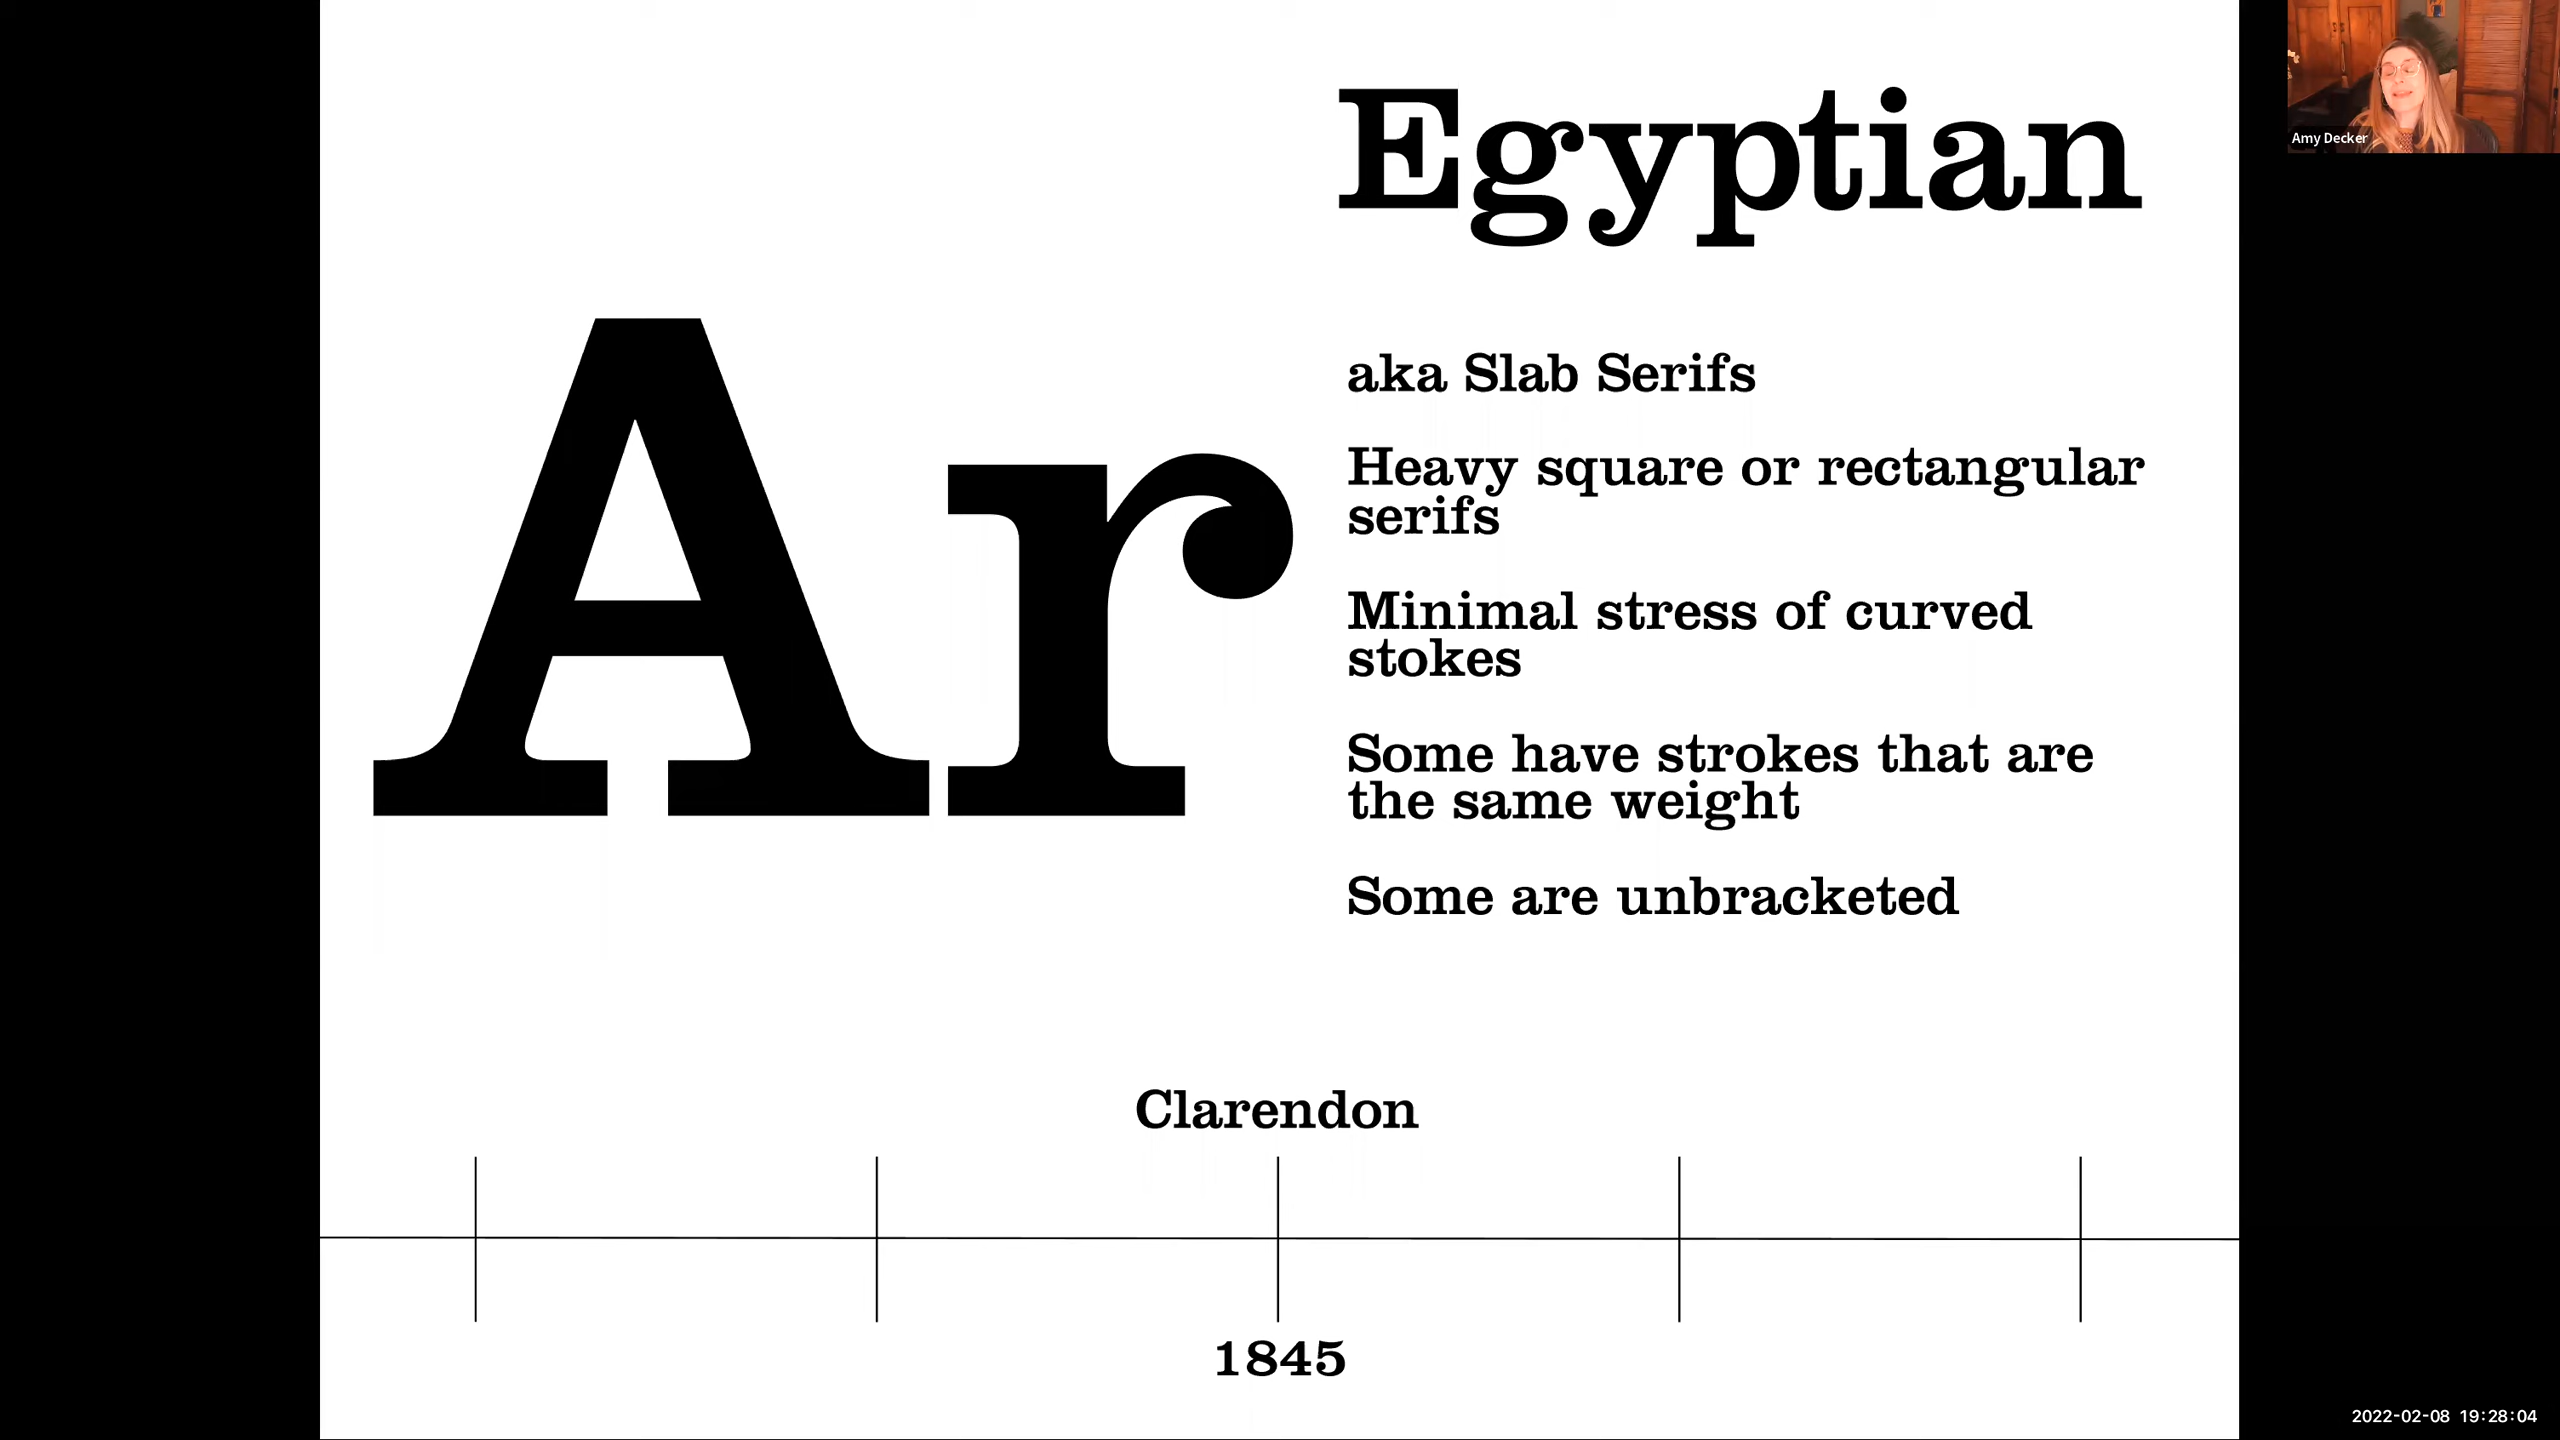 Egyptian
Ar
aka Slab Serifs
Heavy square or rectangular
serifs
Minimal stress of curved
stokes
Some have strokes that are
the same weight
Some are unbracketed
Clarendon
1845
Amy Decker
2022-02-08 19:28:04